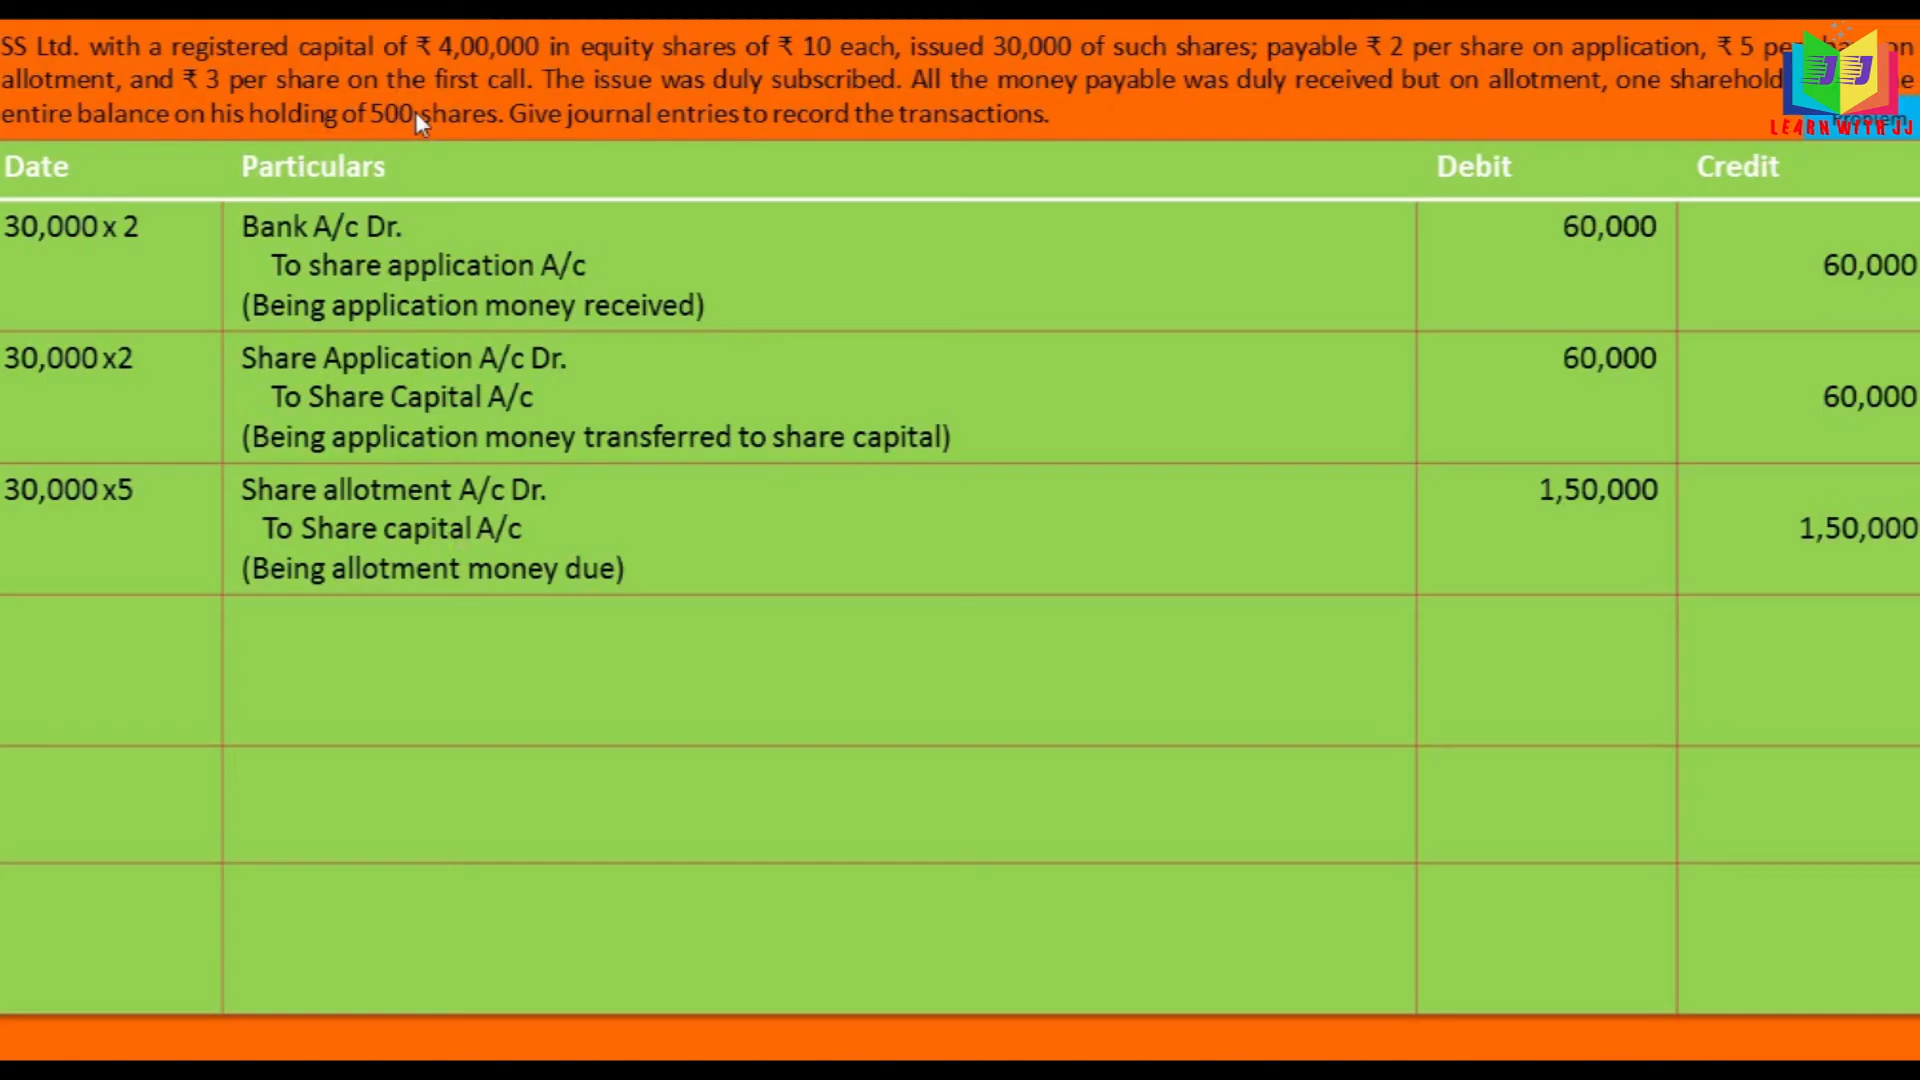 SS Ltd. with a registered capital of ₹ 4,00,000 in equity shares of ₹ 10 each, issued 30,000 of such shares; payable ₹ 2 per share on application, ₹ 5 on
allotment, and ₹ 3 per share on the first call. The issue was duly subscribed. All the money payable was duly received but on allotment, one
entire balance on his holding of 500 shares. Give journal entries to record the transactions.
JJ
LEARN WITH JJ
Problem
Date Particulars Debit Credit
30,000 x 2 Bank A/c Dr. 60,000
To share application A/c 60,000
(Being application money received)
30,000 x2 Share Application A/c Dr. 60,000
To Share Capital A/c 60,000
(Being application money transferred to share capital)
30,000 x5 Share allotment A/c Dr. 1,50,000
To Share capital A/c 1,50,000
(Being allotment money due)